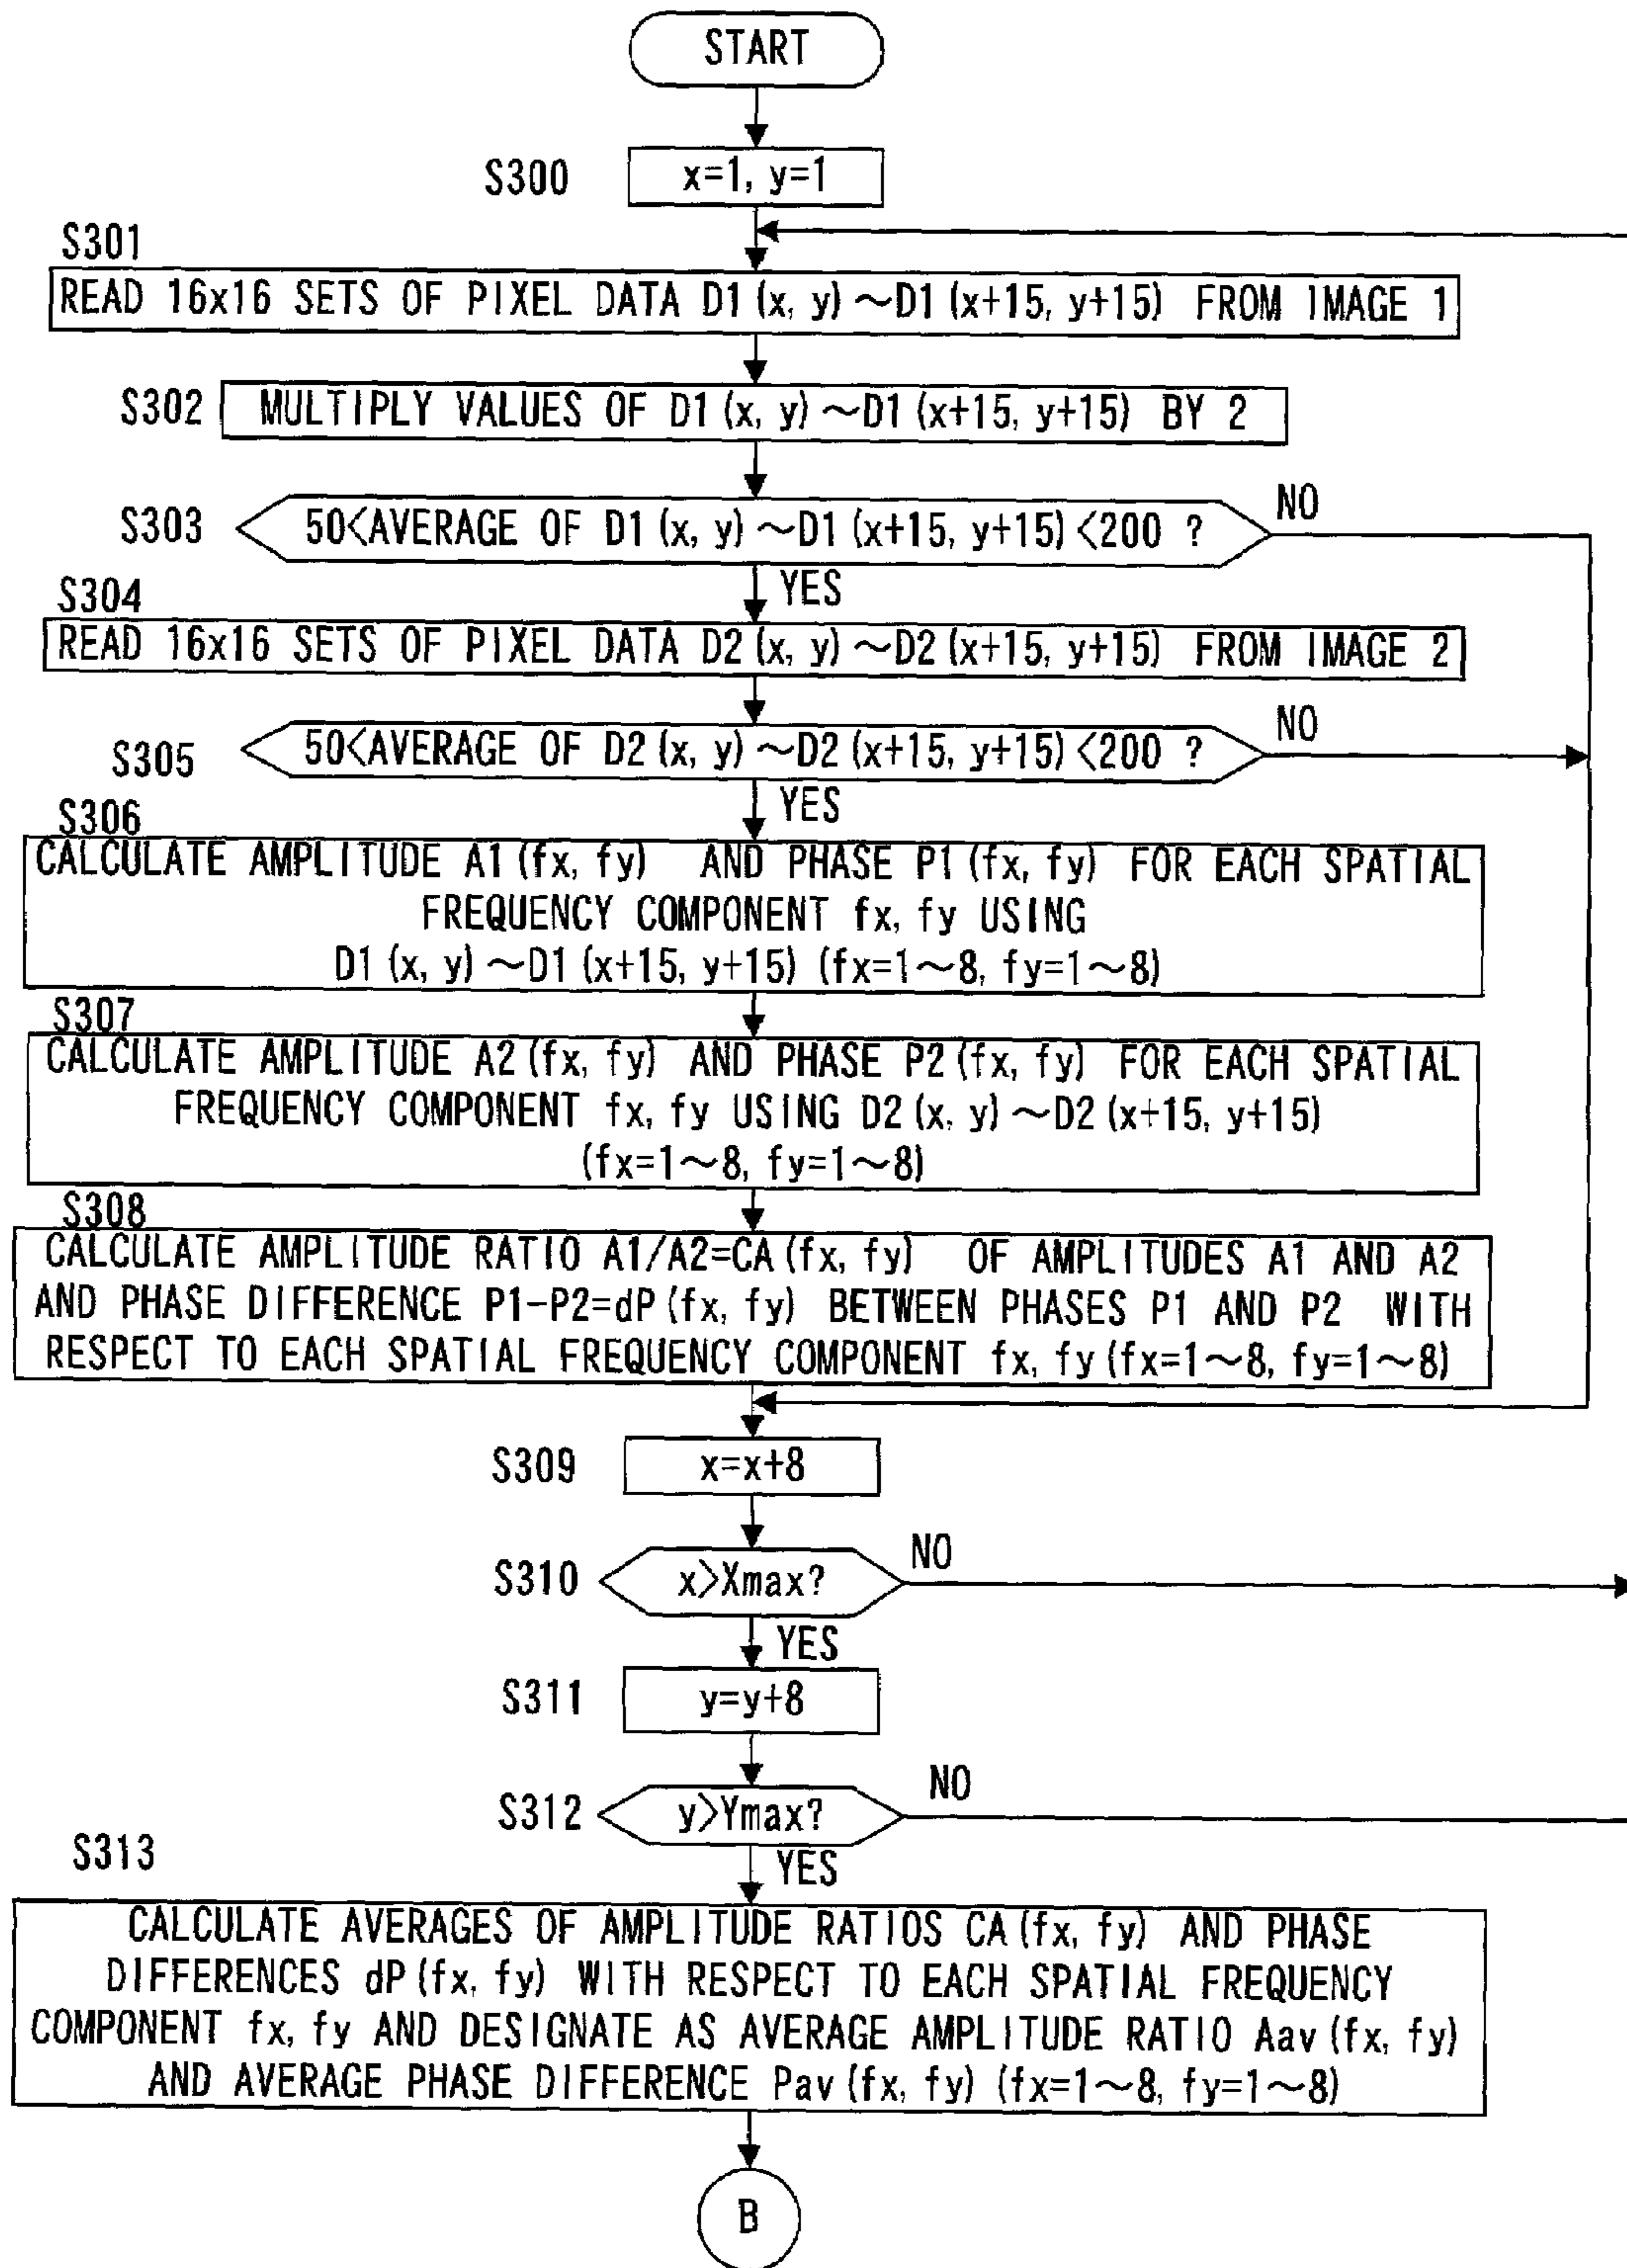 START
S300
x=1, y=1
S301
READ 16x16 SETS OF PIXEL DATA D1(x, y)~D1(x+15, y+15) FROM IMAGE 1
S302
MULTIPLY VALUES OF D1(x, y)~D1(x+15, y+15) BY 2
S303
50<AVERAGE OF D1(x, y)~D1(x+15, y+15)<200 ?
NO
YES
S304
READ 16x16 SETS OF PIXEL DATA D2(x, y)~D2(x+15, y+15) FROM IMAGE 2
S305
50<AVERAGE OF D2(x, y)~D2(x+15, y+15)<200 ?
NO
YES
S306
CALCULATE AMPLITUDE A1(fx, fy) AND PHASE P1(fx, fy) FOR EACH SPATIAL
FREQUENCY COMPONENT fx, fy USING
D1(x, y)~D1(x+15, y+15) (fx=1~8, fy=1~8)
S307
CALCULATE AMPLITUDE A2(fx, fy) AND PHASE P2(fx, fy) FOR EACH SPATIAL
FREQUENCY COMPONENT fx, fy USING D2(x, y)~D2(x+15, y+15)
(fx=1~8, fy=1~8)
S308
CALCULATE AMPLITUDE RATIO A1/A2=CA(fx, fy) OF AMPLITUDES A1 AND A2
AND PHASE DIFFERENCE P1-P2=dP(fx, fy) BETWEEN PHASES P1 AND P2 WITH
RESPECT TO EACH SPATIAL FREQUENCY COMPONENT fx, fy(fx=1~8, fy=1~8)
S309
x=x+8
S310
x>Xmax?
NO
YES
S311
y=y+8
S312
y>Ymax?
NO
YES
S313
CALCULATE AVERAGES OF AMPLITUDE RATIOS CA(fx, fy) AND PHASE
DIFFERENCES dP(fx, fy) WITH RESPECT TO EACH SPATIAL FREQUENCY
COMPONENT fx, fy AND DESIGNATE AS AVERAGE AMPLITUDE RATIO Aav(fx, fy)
AND AVERAGE PHASE DIFFERENCE Pav(fx, fy) (fx=1~8, fy=1~8)
B